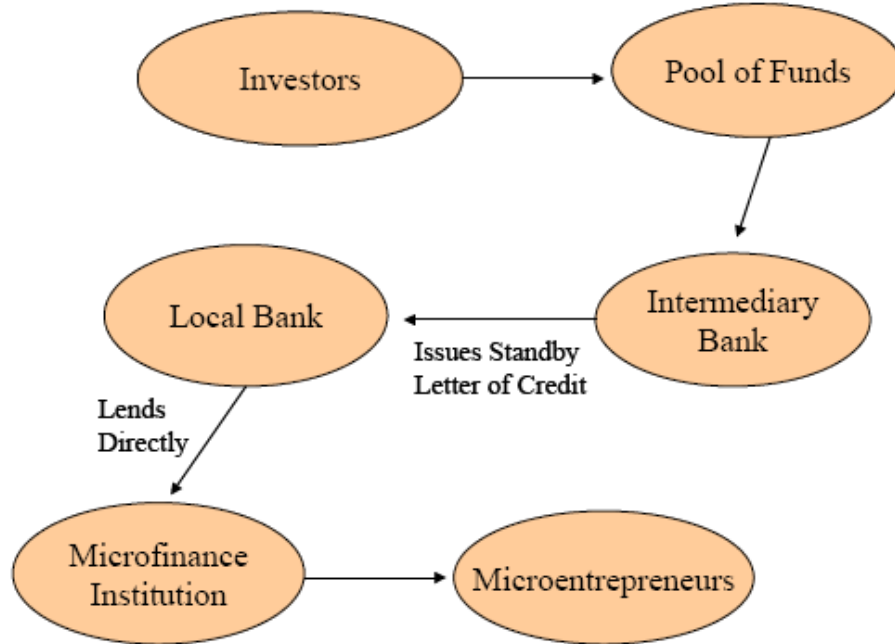 Investors
Pool of Funds
Local Bank
Intermediary
Bank
Issues Standby
Letter of Credit
Lends
Directly
Microfinance
Institution
Microentrepreneurs